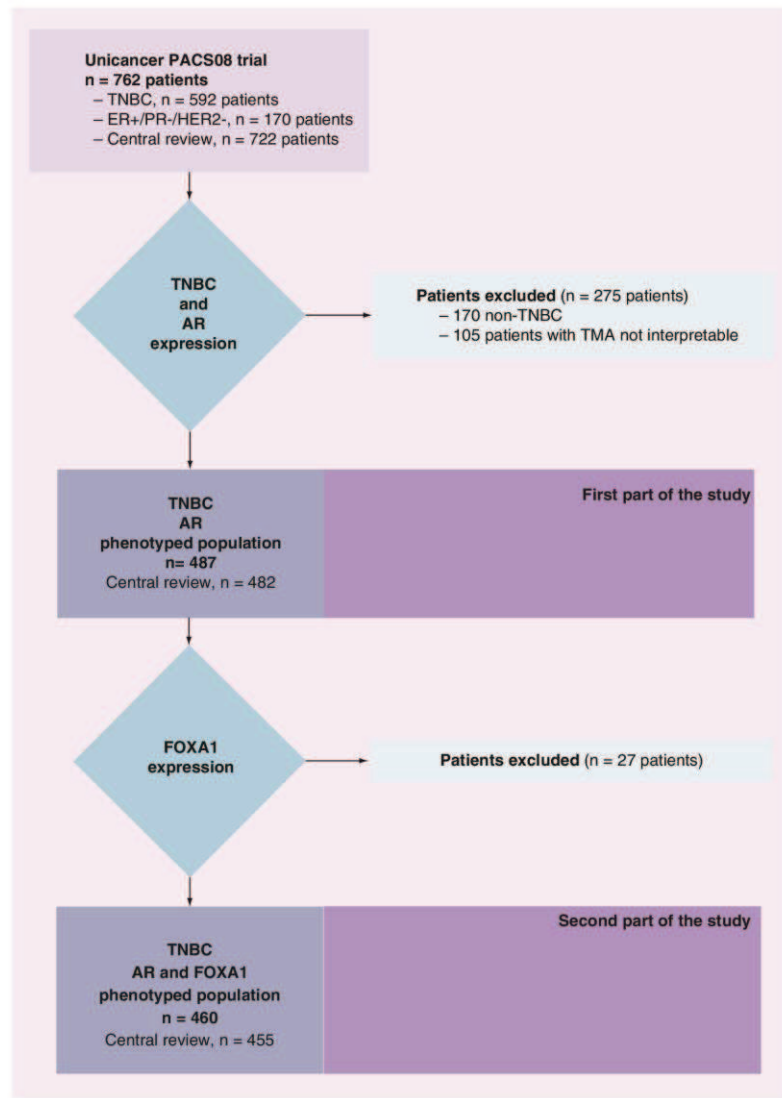 Unicancer PACS08 trial
n = 762 patients
– TNBC, n = 592 patients
– ER+/PR-/HER2-, n = 170 patients
– Central review, n = 722 patients
TNBC
and
AR
expression
Patients excluded (n = 275 patients)
– 170 non-TNBC
– 105 patients with TMA not interpretable
TNBC
AR
phenotyped population
n= 487
Central review, n = 482
First part of the study
FOXA1
expression
Patients excluded (n = 27 patients)
TNBC
AR and FOXA1
phenotyped population
n = 460
Central review, n = 455
Second part of the study